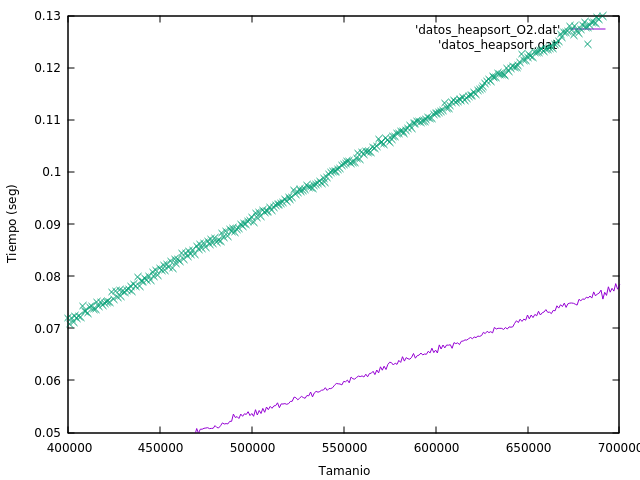 0.13
0.12
0.11
0.1
0.09
0.08
0.07
0.06
0.05
400000 450000 500000 550000 600000 650000 700000
Tiempo (seg)
Tamanio
'datos_heapsort_O2.dat'
'datos_heapsort.dat'